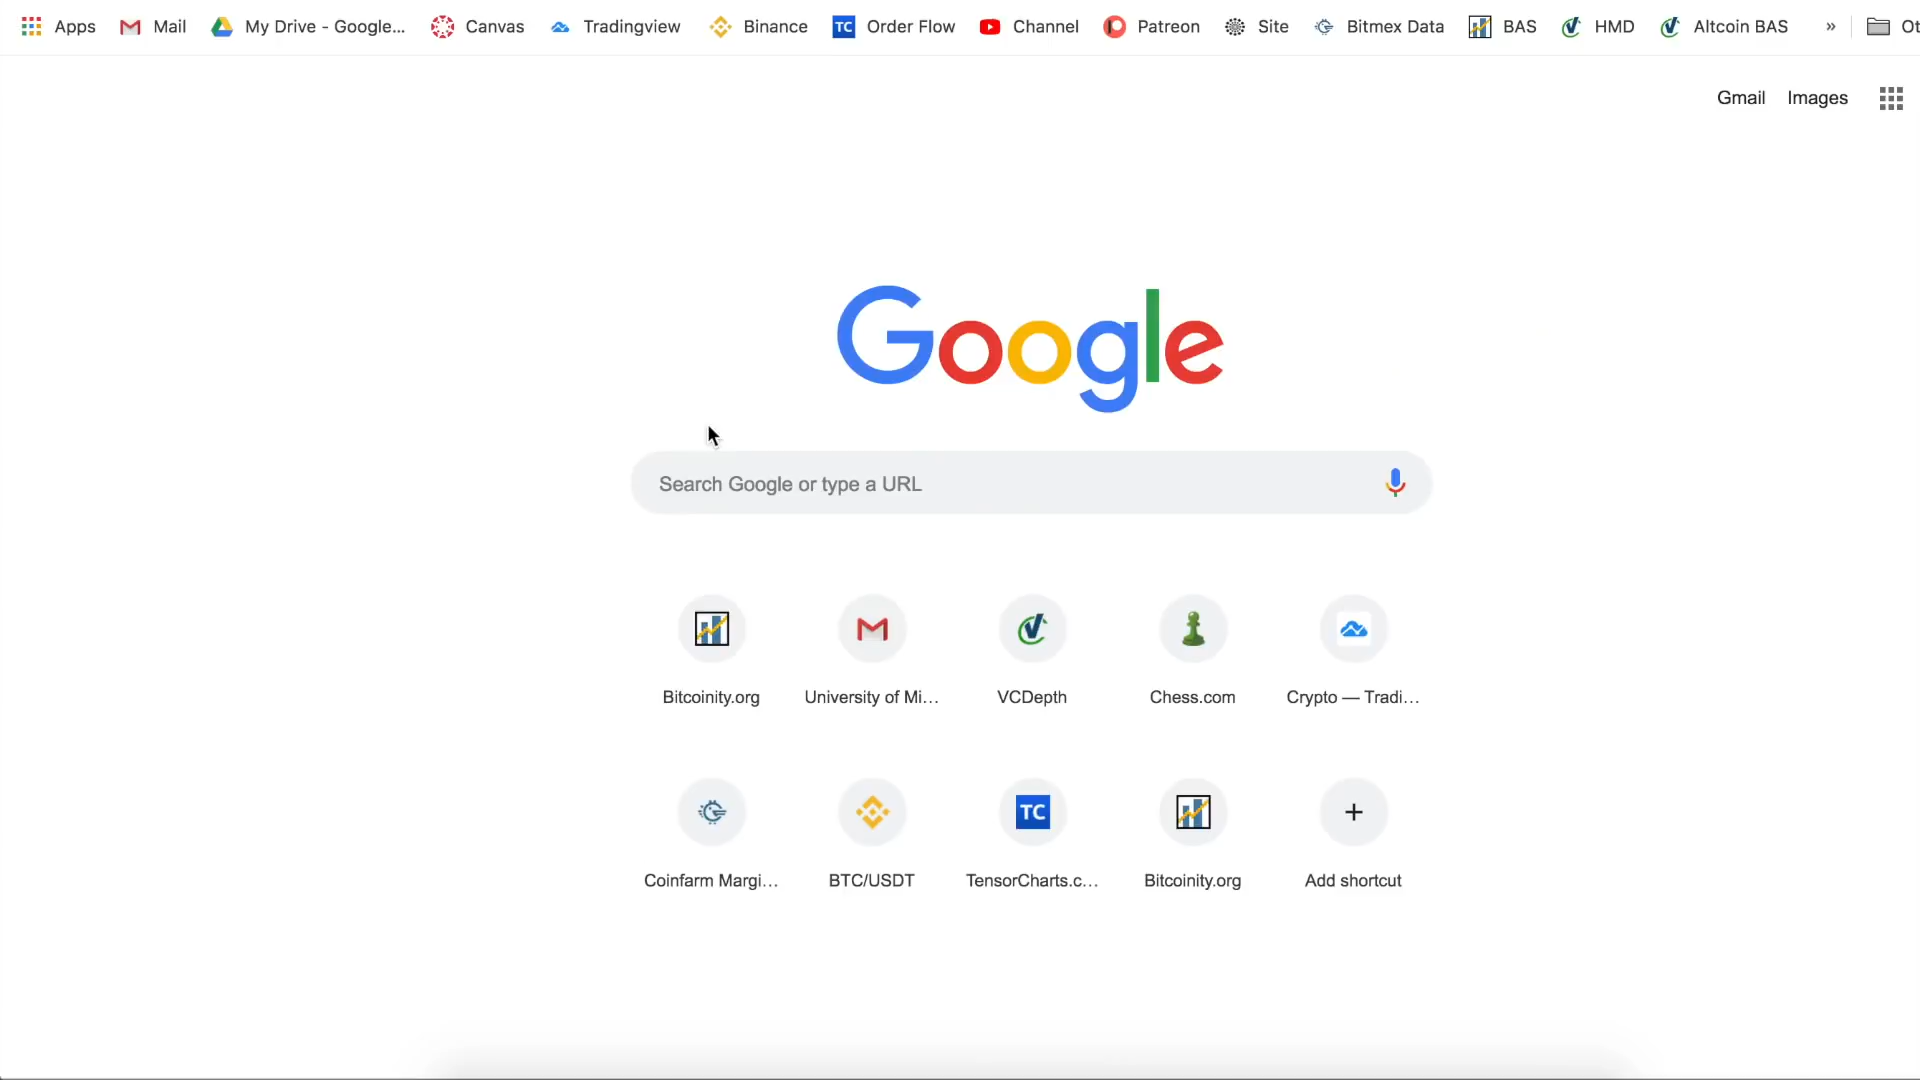 Apps Mail My Drive - Google... Canvas Tradingview Binance TC Order Flow Channel Patreon Site Bitmex Data BAS HMD Altcoin BAS » Ot
Gmail Images
Google
Search Google or type a URL
Bitcoinity.org University of Mi... VCDepth Chess.com Crypto — Tradi...
TC
Coinfarm Margi... BTC/USDT TensorCharts.c... Bitcoinity.org Add shortcut